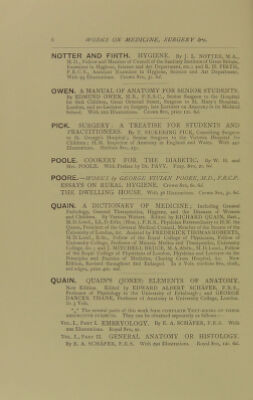 6 WORKS ON MEDICINE, SURGERY &c.
NOTTER AND FIRTH. HYGIENE. By J. L. NOTTER, M.A.,
M.D., Fellow and Member of Council of the Sanitary Institute of Great Britain,
Examiner in Hygiene, Science and Art Department, etc.; and R. H. FIRTH,
F.R.C.S., Assistant Examiner in Hygiene, Science and Art Department.
With 95 Illustrations. Crown 8vo, 3s. 6d.
OWEN. A MANUAL OF ANATOMY FOR SENIOR STUDENTS.
By EDMUND OWEN, M.B., F.R.S.C., Senior Surgeon to the Hospital
for Sick Children, Great Ormond Street, Surgeon to St. Mary's Hospital,
London, and co-Lecturer on Surgery, late Lecturer on Anatomy in its Medical
School. With 210 Illustrations. Crown 8vo, price 12s. 6d.
PICK. SURGERY: A TREATISE FOR STUDENTS AND
PRACTITIONERS. By T. PICKERING PICK, Consulting Surgeon
to St. George's Hospital; Senior Surgeon to the Victoria Hospital for
Children; H.M. Inspector of Anatomy in England and Wales. With 441
Illustrations. Medium 8vo, 25s.
POOLE. COOKERY FOR THE DIABETIC. By W. H. and
Mrs. POOLE. With Preface by Dr. PAVY. Fcap. 8vo, 2s. 6d.
POORE.—WORKS by GEORGE VIVIAN POORE, M.D., F.R.C.P.
ESSAYS ON RURAL HYGIENE. Crown 8vo, 6s. 6d.
THE DWELLING HOUSE. With 36 Illustrations. Crown 8vo, 3s. 6d.
QUAIN. A DICTIONARY OF MEDICINE; Including General
Pathology, General Therapeutics, Hygiene, and the Diseases of Women
and Children. By Various Writers. Edited by RICHARD QUAIN, Bart.,
M.D.Lond., LL.D.Edin. (Hon.) F.R.S., Physician Extraordinary to H.M. the
Queen, President of the General Medical Council, Member of the Senate of the
University of London, &c. Assisted by FREDERICK THOMAS ROBERTS,
M.D.Lond., B.Sc., Fellow of the Royal College of Physicians, Fellow of
University College, Professor of Materia Medica and Therapeutics, University
College, &c.; and J. MITCHELL BRUCE, M.A.Abdn., M.D.Lond., Fellow
of the Royal College of Physicians of London, Physician and Lecturer on the
Principles and Practice of Medicine, Charing Cross Hospital, &c. New
Edition, Revised throughout and Enlarged. In 2 Vols. medium 8vo, cloth,
red edges, price 40s. net.
QUAIN. QUAIN'S (JONES) ELEMENTS OF ANATOMY.
New Edition. Edited by EDWARD ALBERT SCHÄFER, F.R.S.,
Professor of Physiology in the University of Edinburgh; and GEORGE
DANCER THANE, Professor of Anatomy in University College, London.
In 3 Vols.
*** The several parts of this work form COMPLETE TEXT-BOOKS OF THEIR
RESPECTIVE SUBJECTS. They can be obtained separately as follows:—
VOL. I., PART I. EMBRYOLOGY. By E. A. SCHÄFER, F.R.S. With
200 Illustrations. Royal 8vo, 9s.
VOL. I., PART II. GENERAL ANATOMY OR HISTOLOGY.
By E. A. SCHÄFER, F.R.S. With 491 Illustrations. Royal 8vo, 12s. 6d.